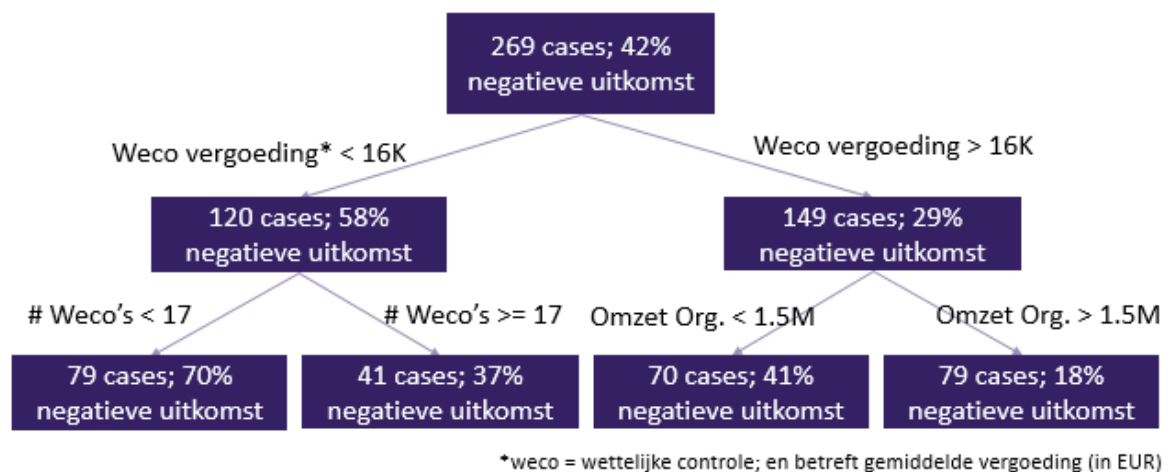 269 cases; 42%
negatieve uitkomst
Weco vergoeding* < 16K
Weco vergoeding > 16K
120 cases; 58%
negatieve uitkomst
149 cases; 29%
negatieve uitkomst
# Weco's < 17
# Weco's >= 17
Omzet Org. < 1.5M
Omzet Org. > 1.5M
79 cases; 70%
negatieve uitkomst
41 cases; 37%
negatieve uitkomst
70 cases; 41%
negatieve uitkomst
79 cases; 18%
negatieve uitkomst
*weco = wettelijke controle; en betreft gemiddelde vergoeding (in EUR)